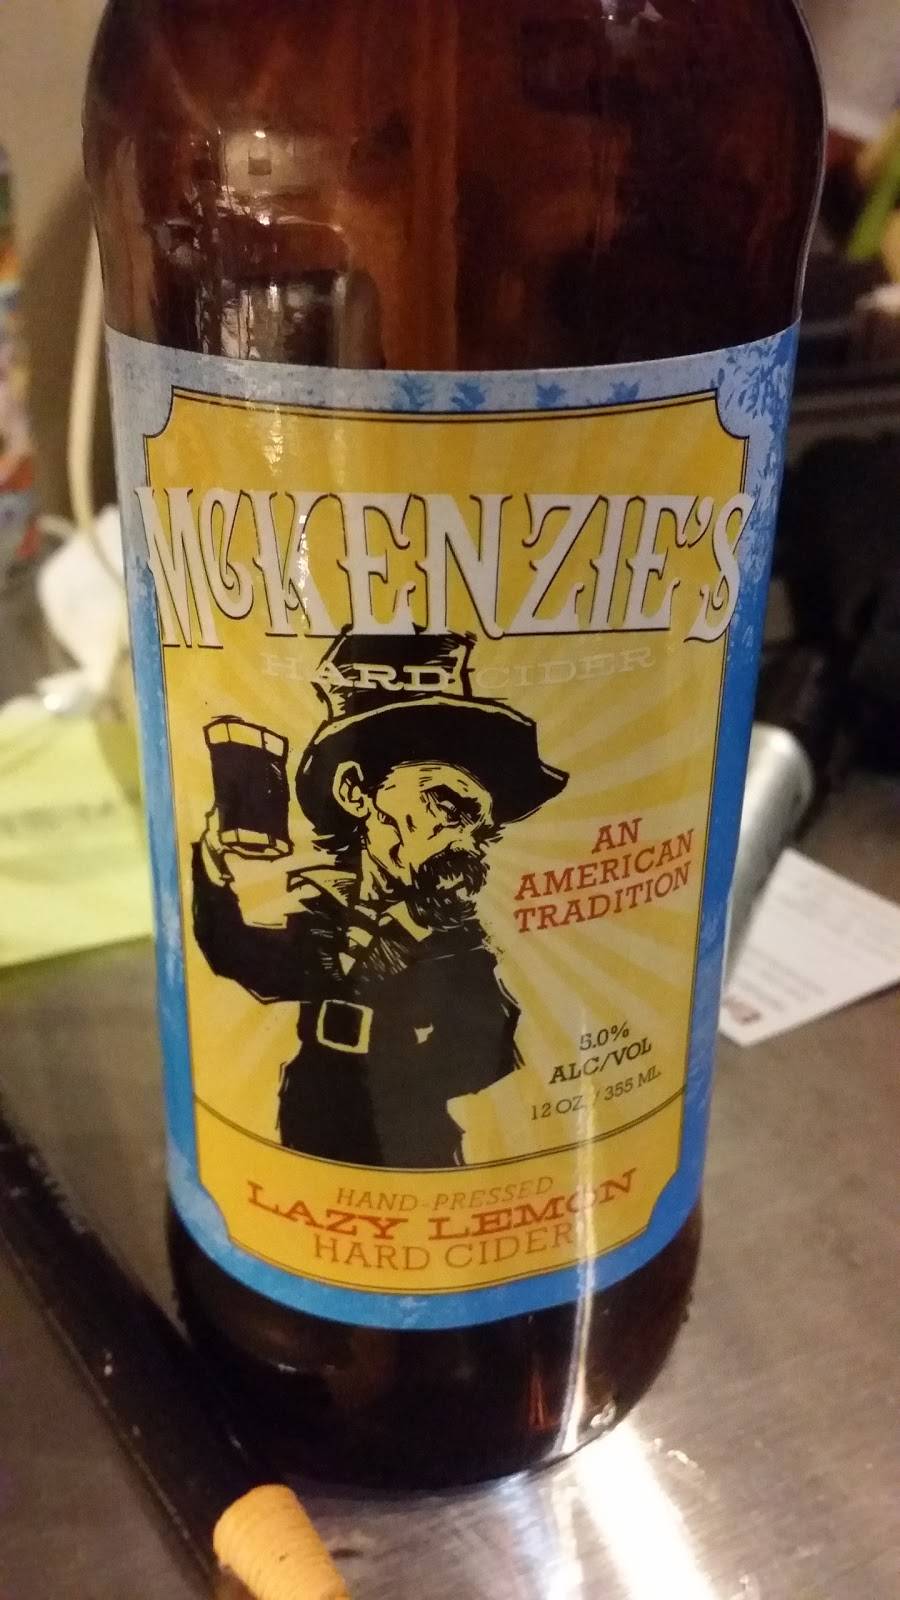 McKENZIE'S
HARD CIDER
AN
AMERICAN
TRADITION
5.0%
ALC/VOL
12 OZ / 355 ML
HAND-PRESSED
LAZY LEMON
HARD CIDER